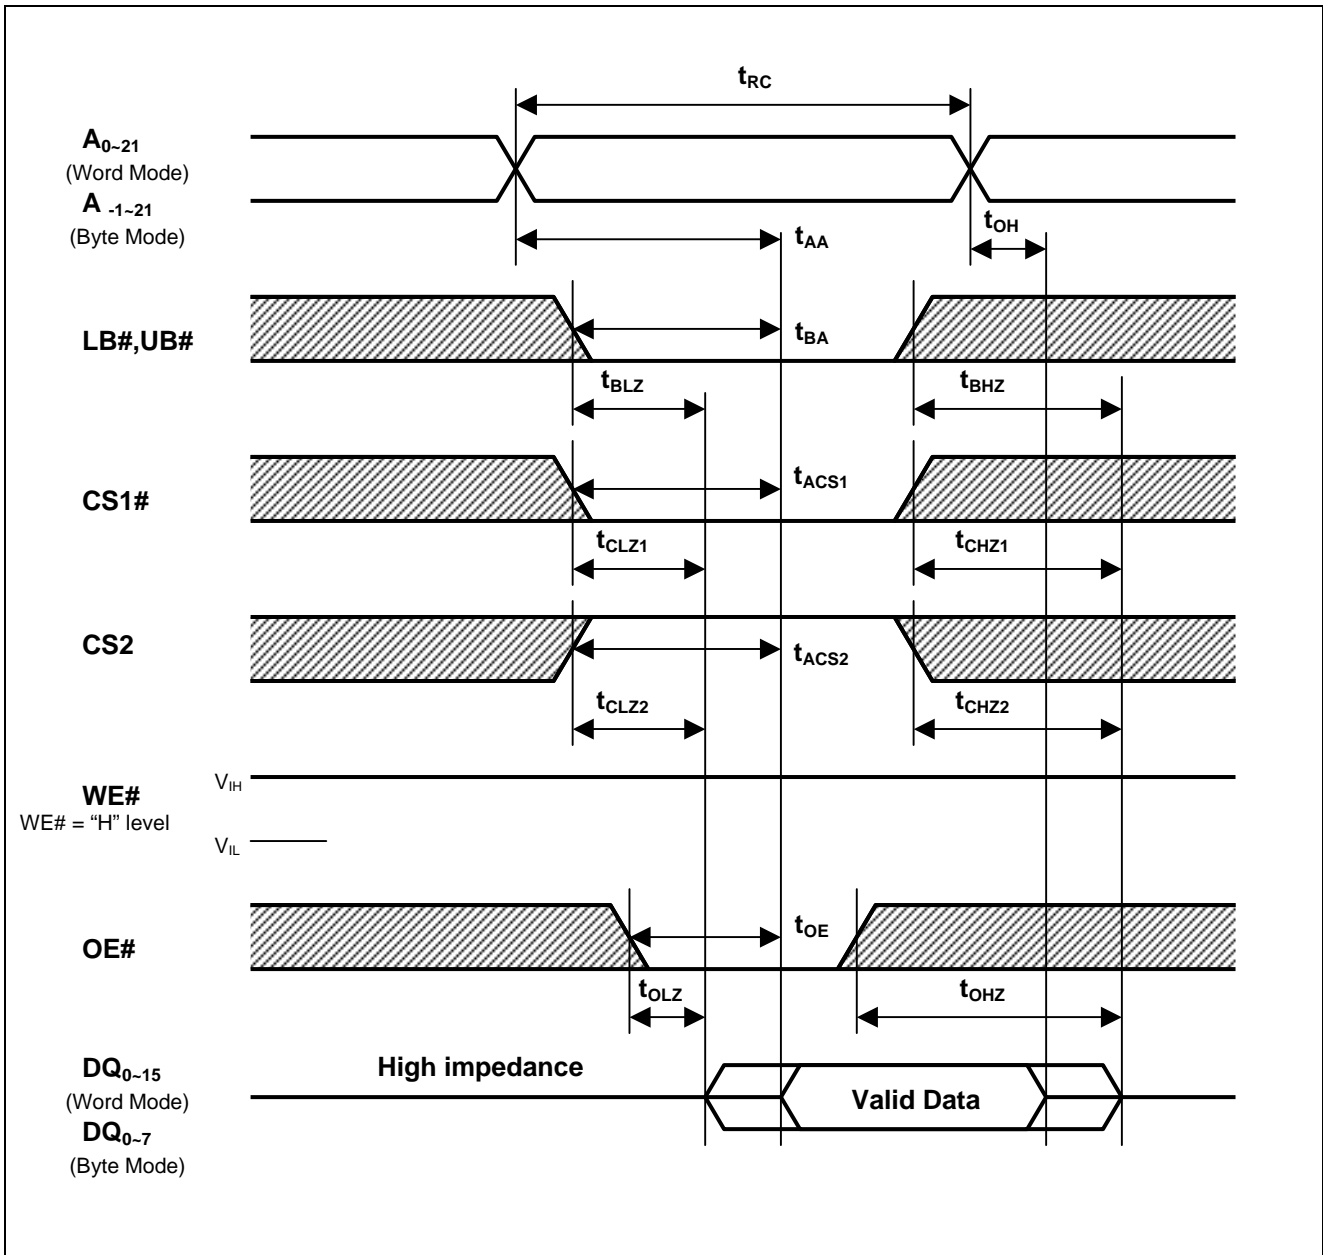 tRC
A0~21
(Word Mode)
A -1~21
(Byte Mode)
tOH
tAA
LB#,UB#
tBA
tBLZ
tBHZ
CS1#
tACS1
tCLZ1
tCHZ1
CS2
tACS2
tCLZ2
tCHZ2
VIH
WE#
WE# = “H” level
VIL
OE#
tOE
tOLZ
tOHZ
DQ0~15
High impedance
(Word Mode)
Valid Data
DQ0~7
(Byte Mode)